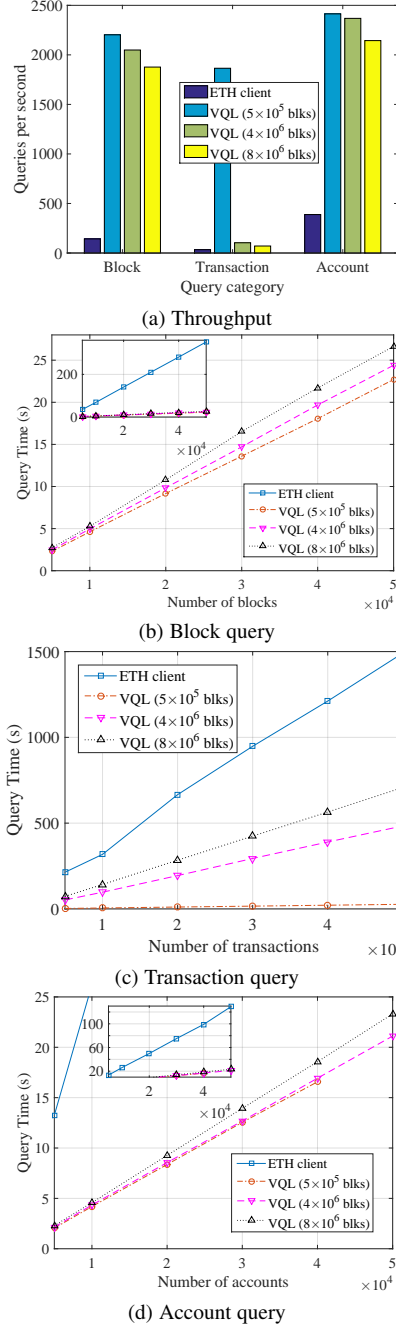 2500
2000
1500
1000
500
0
Queries per second
ETH client
VQL (5×10⁵ blks)
VQL (4×10⁶ blks)
VQL (8×10⁶ blks)
Block Transaction Account
Query category
(a) Throughput
25
20
15
10
5
0
Query Time (s)
200
0
2 4
×10⁴
ETH client
VQL (5×10⁵ blks)
VQL (4×10⁶ blks)
VQL (8×10⁶ blks)
1 2 3 4 5
Number of blocks
×10⁴
(b) Block query
1500
1000
500
0
Query Time (s)
ETH client
VQL (5×10⁵ blks)
VQL (4×10⁶ blks)
VQL (8×10⁶ blks)
1 2 3 4
Number of transactions
×10
(c) Transaction query
25
20
15
10
5
0
Query Time (s)
100
60
20
2 4
×10⁴
ETH client
VQL (5×10⁵ blks)
VQL (4×10⁶ blks)
VQL (8×10⁶ blks)
1 2 3 4 5
Number of accounts
×10⁴
(d) Account query